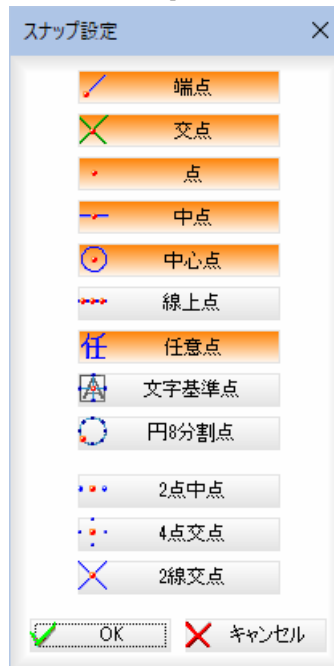 スナップ設定
端点
交点
点
中点
中心点
線上点
任 任意点
文字基準点
円8分割点
2点中点
4点交点
2線交点
OK キャンセル